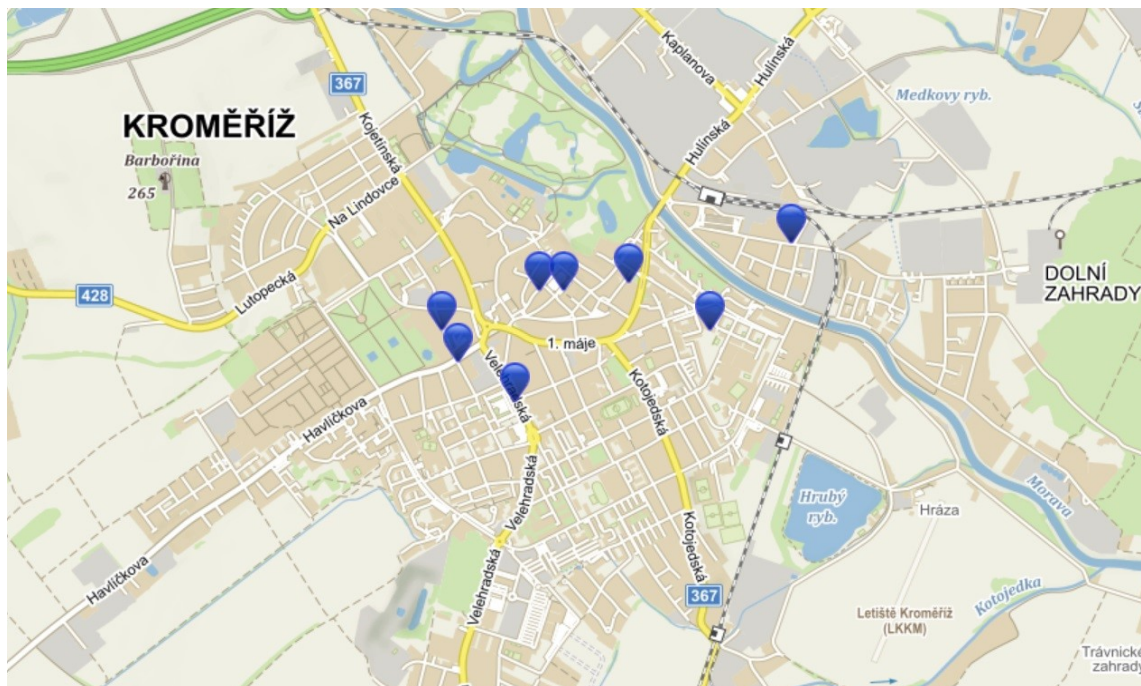 Kaplanova
Hulínská
367
Medkovy ryb.
KROMĚŘÍŽ
Kojetínská
Hulínská
Barbořina
265
Na Lindovce
Lutopecká
428
DOLNÍ
ZAHRADY
1. máje
Velehradská
Kotojedská
Havlíčkova
Velehradská
Hrubý
ryb.
Hráza
Morava
Kotojedská
Havlíčkova
Velehradská
367
Kotojedka
Letiště Kroměříž
(LKKM)
Trávnické
zahrady